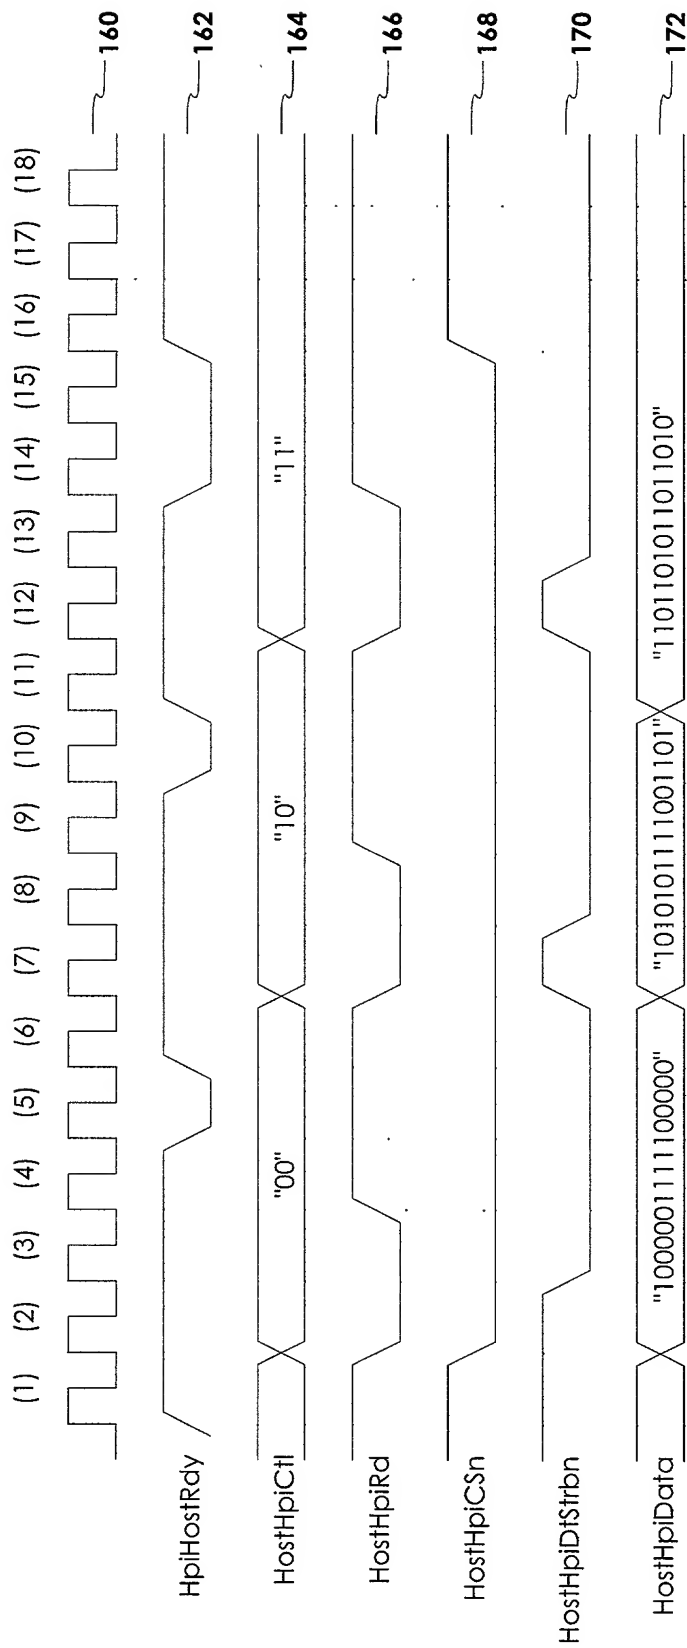 (1) (2) (3) (4) (5) (6) (7) (8) (9) (10) (11) (12) (13) (14) (15) (16) (17) (18)
160
HpiHostRdy
162
HostHpiCtl "00" "10" "11"
164
HostHpiRd
166
HostHpiCSn
168
HostHpiDtStrbn
170
HostHpiData "1000001111100000" "1010101111001101" "1101101011011010"
172